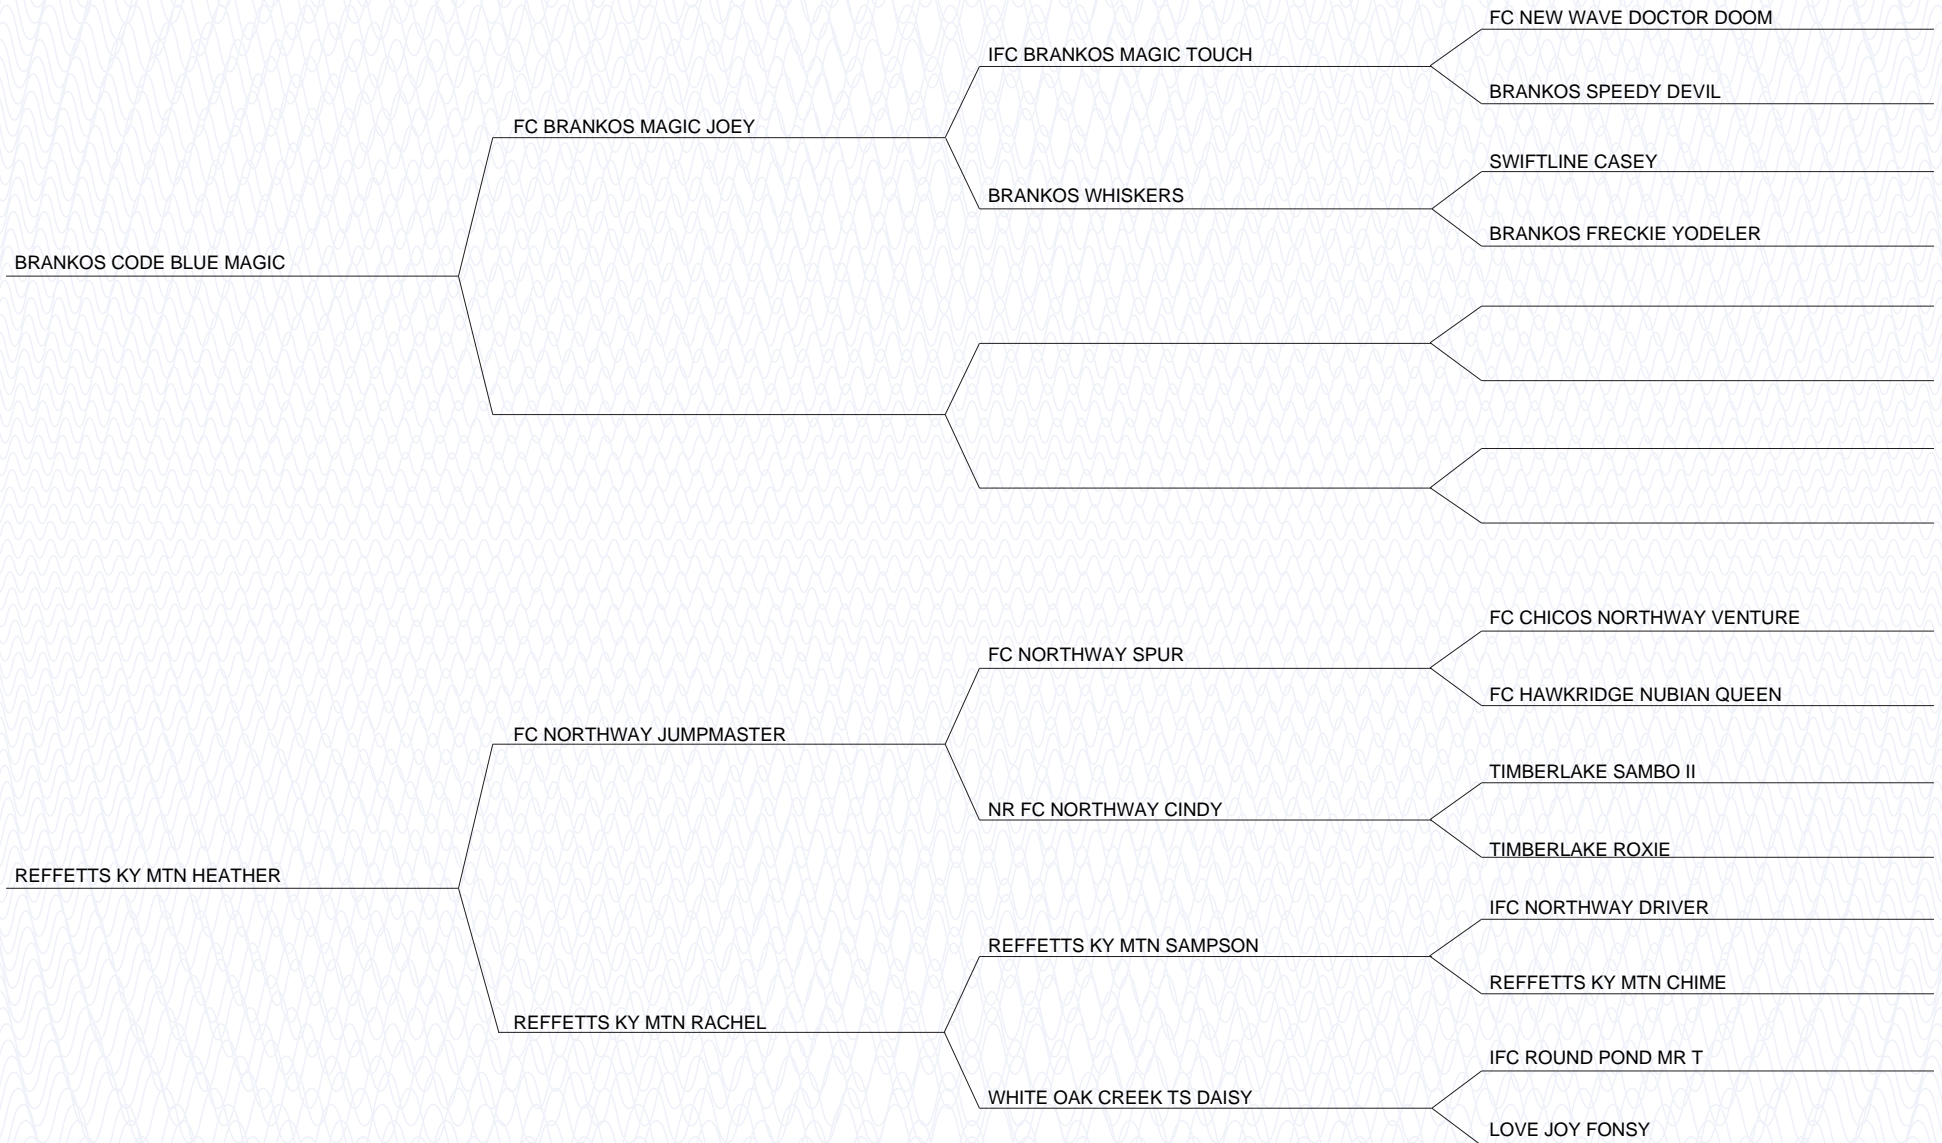 FC NEW WAVE DOCTOR DOOM
IFC BRANKOS MAGIC TOUCH
BRANKOS SPEEDY DEVIL
FC BRANKOS MAGIC JOEY
SWIFTLINE CASEY
BRANKOS WHISKERS
BRANKOS FRECKIE YODELER
BRANKOS CODE BLUE MAGIC
FC CHICOS NORTHWAY VENTURE
FC NORTHWAY SPUR
FC HAWKRIDGE NUBIAN QUEEN
FC NORTHWAY JUMPMASTER
TIMBERLAKE SAMBO II
NR FC NORTHWAY CINDY
TIMBERLAKE ROXIE
REFFETTS KY MTN HEATHER
IFC NORTHWAY DRIVER
REFFETTS KY MTN SAMPSON
REFFETTS KY MTN CHIME
REFFETTS KY MTN RACHEL
IFC ROUND POND MR T
WHITE OAK CREEK TS DAISY
LOVE JOY FONSY